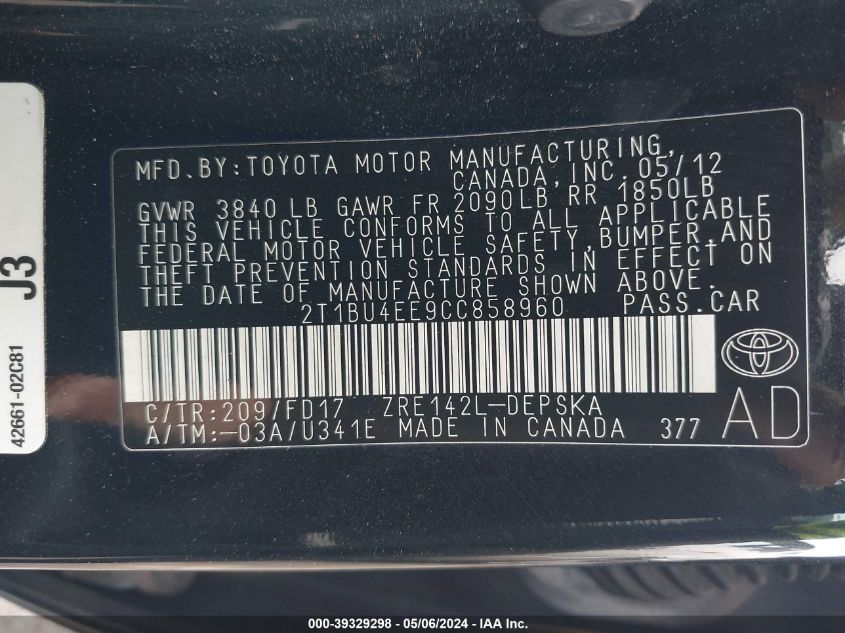 J3
42661-02C81
MFD.BY:TOYOTA MOTOR MANUFACTURING,
CANADA,INC.05/12
GVWR 3840 LB GAWR FR 2090LB RR 1850LB
THIS VEHICLE CONFORMS TO ALL APPLICABLE
FEDERAL MOTOR VEHICLE SAFETY,BUMPER,AND
THEFT PREVENTION STANDARDS IN EFFECT ON
THE DATE OF MANUFACTURE SHOWN ABOVE.
2T1BU4EE9CC858960 PASS.CAR
C/TR:209/FD17 ZRE142L-DEPSKA
A/TM:-03A/U341E MADE IN CANADA 377
AD
000-39329298 - 05/06/2024 - IAA Inc.